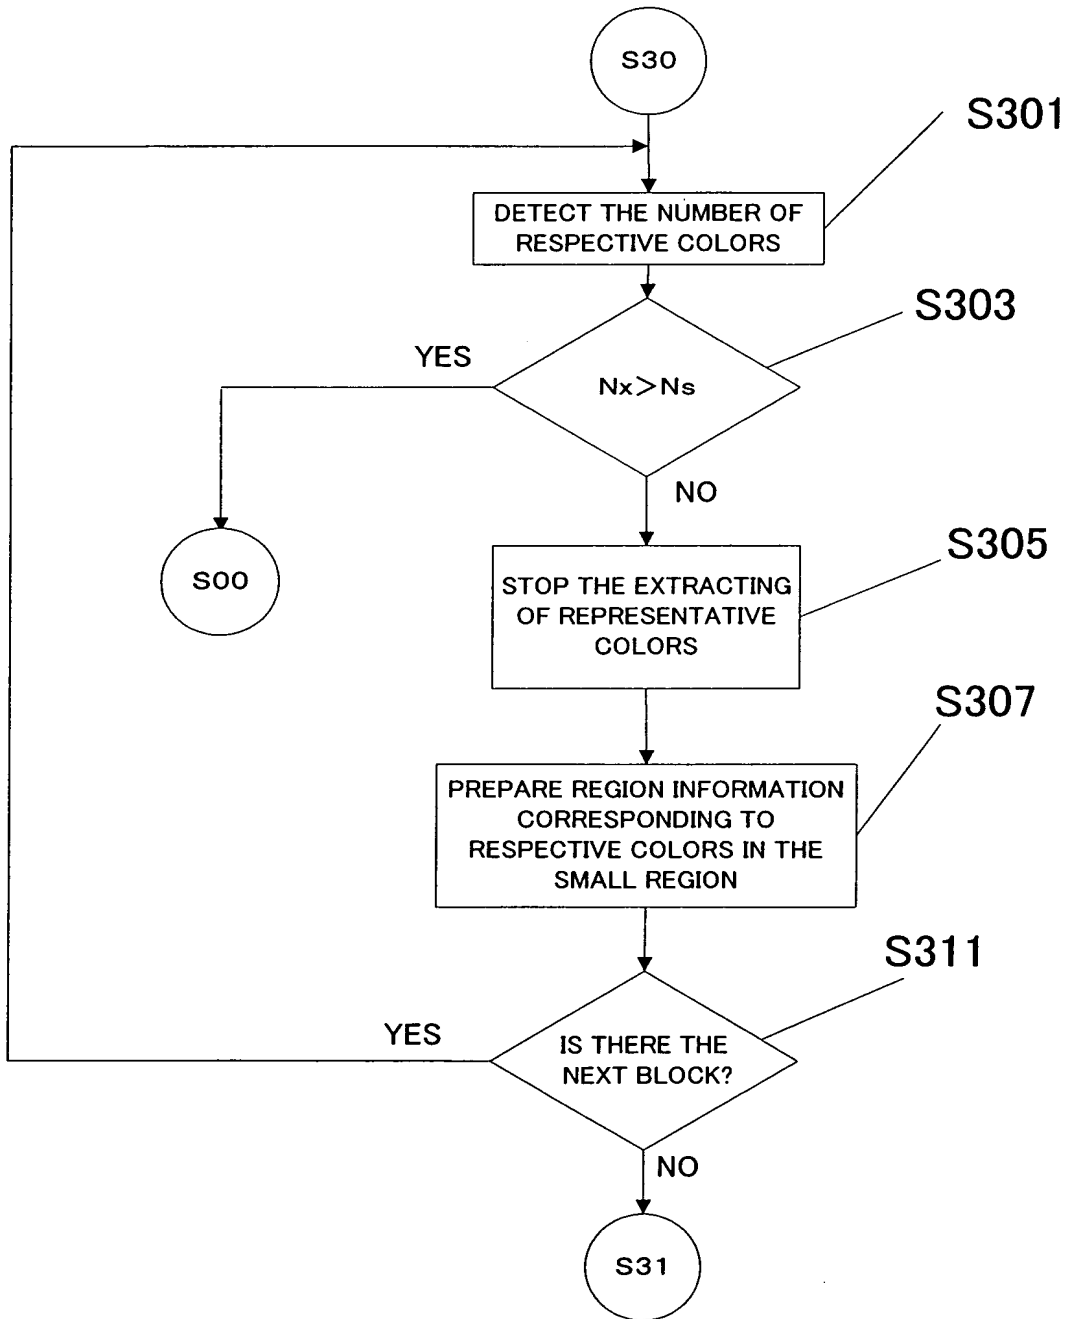 S30
S301
DETECT THE NUMBER OF
RESPECTIVE COLORS
S303
YES
Nx>Ns
NO
S00
S305
STOP THE EXTRACTING
OF REPRESENTATIVE
COLORS
S307
PREPARE REGION INFORMATION
CORRESPONDING TO
RESPECTIVE COLORS IN THE
SMALL REGION
S311
YES
IS THERE THE
NEXT BLOCK?
NO
S31